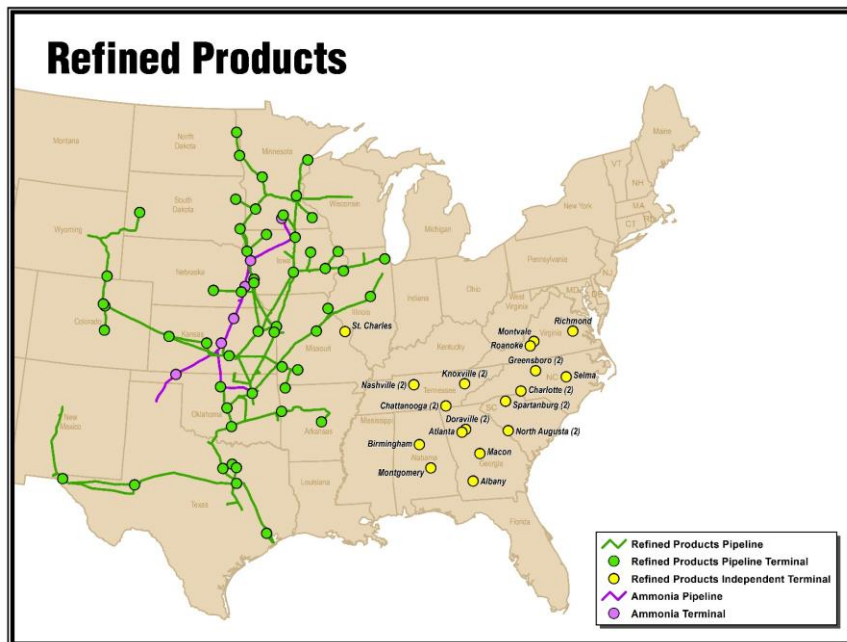 Refined Products
Montana
North
Dakota
Minnesota
South
Dakota
Wisconsin
Wyoming
Michigan
Maine
VT
NH
New York
MA
CT
RI
Iowa
Nebraska
Pennsylvania
NJ
Ohio
Indiana
Illinois
MD
DE
West
Virginia
Colorado
Kansas
Missouri
St. Charles
Kentucky
Virginia
Richmond
Montvale
Roanoke
Greensboro (2)
Knoxville (2)
Nashville (2)
Tennessee
NC
Selma
Charlotte (2)
Chattanooga (2)
SC
Spartanburg (2)
Oklahoma
Arkansas
New
Mexico
Mississippi
Doraville (2)
Atlanta
North Augusta (2)
Birmingham
Alabama
Macon
Georgia
Montgomery
Albany
Louisiana
Texas
Florida
Refined Products Pipeline
Refined Products Pipeline Terminal
Refined Products Independent Terminal
Ammonia Pipeline
Ammonia Terminal